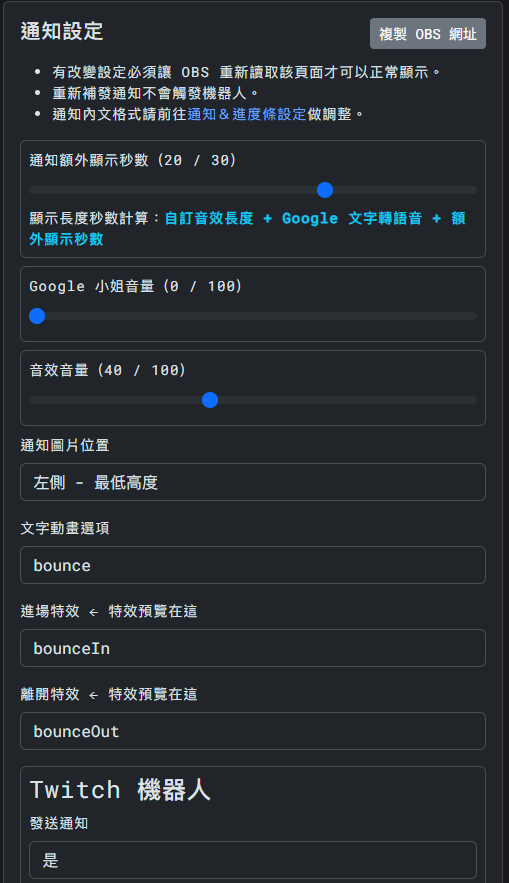 通知設定
複製 OBS 網址
有改變設定必須讓 OBS 重新讀取該頁面才可以正常顯示。
重新補發通知不會觸發機器人。
通知內文格式請前往通知＆進度條設定做調整。
通知額外顯示秒數 (20 / 30)
顯示長度秒數計算：自訂音效長度 + Google 文字轉語音 + 額
外顯示秒數
Google 小姐音量 (0 / 100)
音效音量 (40 / 100)
通知圖片位置
左側 - 最低高度
文字動畫選項
bounce
進場特效 ← 特效預覽在這
bounceIn
離開特效 ← 特效預覽在這
bounceOut
Twitch 機器人
發送通知
是